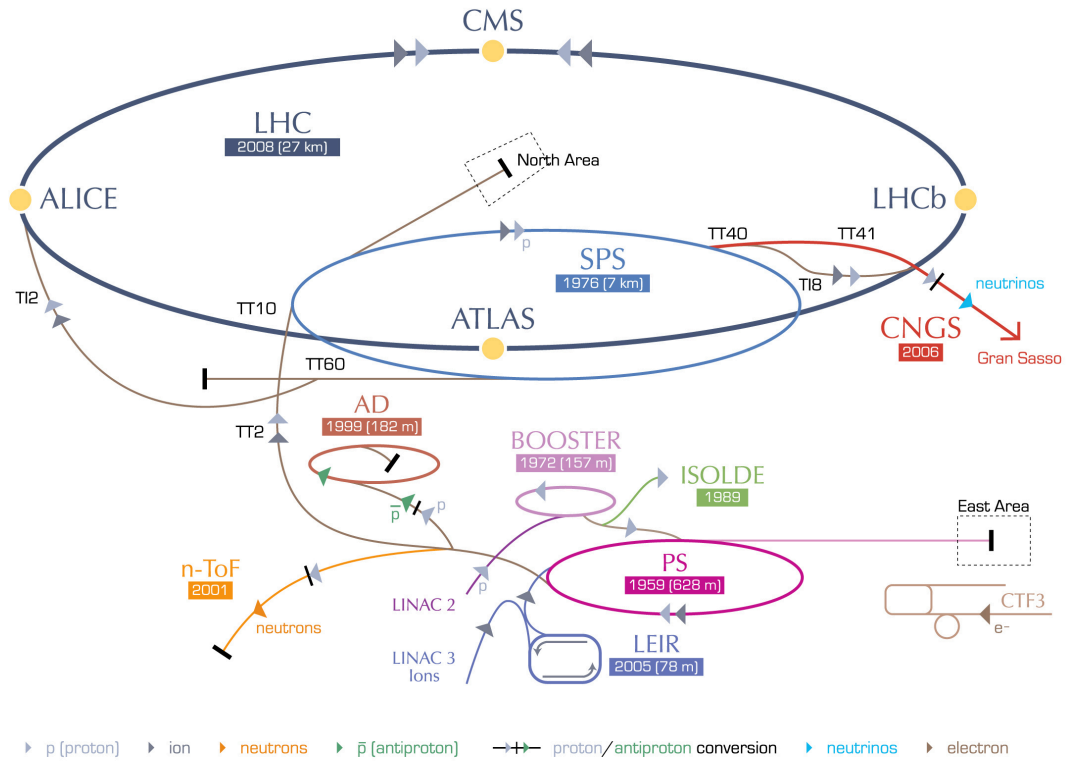 CMS
LHC
2008 (27 km)
North Area
ALICE
LHCb
TT40
TT41
p
SPS
1976 (7 km)
TI8
neutrinos
TI2
TT10
ATLAS
CNGS
2006
Gran Sasso
TT60
AD
1999 (182 m)
TT2
BOOSTER
1972 (157 m)
ISOLDE
1989
p̅
p
East Area
n-ToF
2001
PS
1959 (628 m)
LINAC 2
p
neutrons
CTF3
e−
LINAC 3
Ions
LEIR
2005 (78 m)
p (proton)
ion
neutrons
p̅ (antiproton)
proton/antiproton conversion
neutrinos
electron